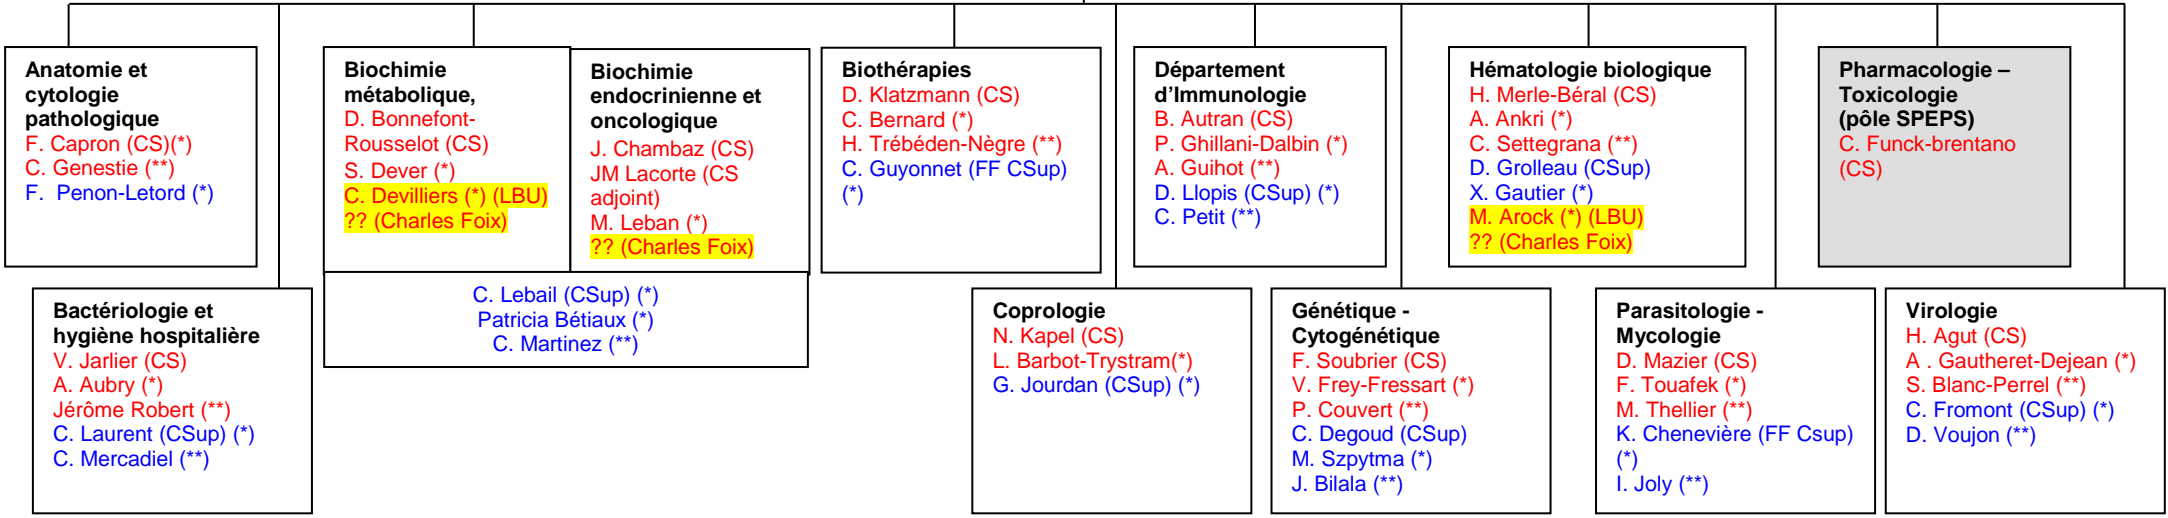 Anatomie et
cytologie
pathologique
F. Capron (CS)(*)
C. Genestie (**)
F. Penon-Letord (*)
Biochimie
métabolique,
D. Bonnefont-
Rousselot (CS)
S. Dever (*)
C. Devilliers (*) (LBU)
?? (Charles Foix)
Biochimie
endocrinienne et
oncologique
J. Chambaz (CS)
JM Lacorte (CS
adjoint)
M. Leban (*)
?? (Charles Foix)
Biothérapies
D. Klatzmann (CS)
C. Bernard (*)
H. Trébéden-Nègre (**)
C. Guyonnet (FF CSup)
(*)
Département
d'Immunologie
B. Autran (CS)
P. Ghillani-Dalbin (*)
A. Guihot (**)
D. Llopis (CSup) (*)
C. Petit (**)
Hématologie biologique
H. Merle-Béral (CS)
A. Ankri (*)
C. Settegrana (**)
D. Grolleau (CSup)
X. Gautier (*)
M. Arock (*) (LBU)
?? (Charles Foix)
Pharmacologie –
Toxicologie
(pôle SPEPS)
C. Funck-brentano
(CS)
Bactériologie et
hygiène hospitalière
V. Jarlier (CS)
A. Aubry (*)
Jérôme Robert (**)
C. Laurent (CSup) (*)
C. Mercadiel (**)
C. Lebail (CSup) (*)
Patricia Bétiaux (*)
C. Martinez (**)
Coprologie
N. Kapel (CS)
L. Barbot-Trystram(*)
G. Jourdan (CSup) (*)
Génétique -
Cytogénétique
F. Soubrier (CS)
V. Frey-Fressart (*)
P. Couvert (**)
C. Degoud (CSup)
M. Szpytma (*)
J. Bilala (**)
Parasitologie -
Mycologie
D. Mazier (CS)
F. Touafek (*)
M. Thellier (**)
K. Chenevière (FF Csup)
(*)
I. Joly (**)
Virologie
H. Agut (CS)
A . Gautheret-Dejean (*)
S. Blanc-Perrel (**)
C. Fromont (CSup) (*)
D. Voujon (**)